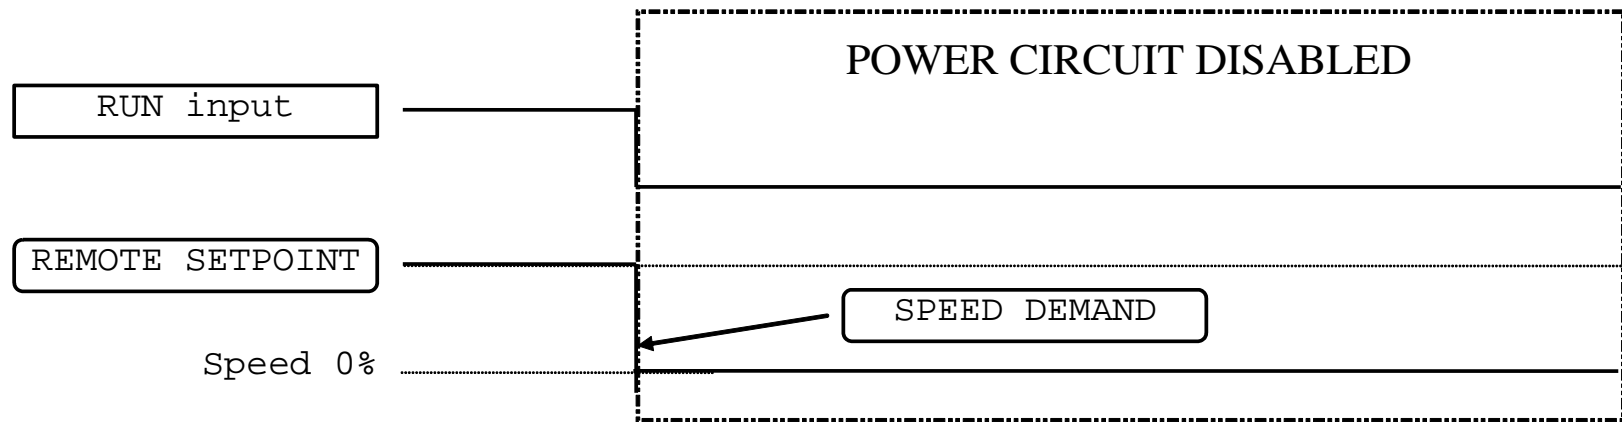 POWER CIRCUIT DISABLED
RUN input
REMOTE SETPOINT
SPEED DEMAND
Speed 0%